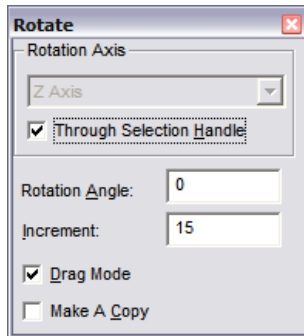 Rotate
Rotation Axis
Z Axis
Through Selection Handle
Rotation Angle: 0
Increment: 15
Drag Mode
Make A Copy